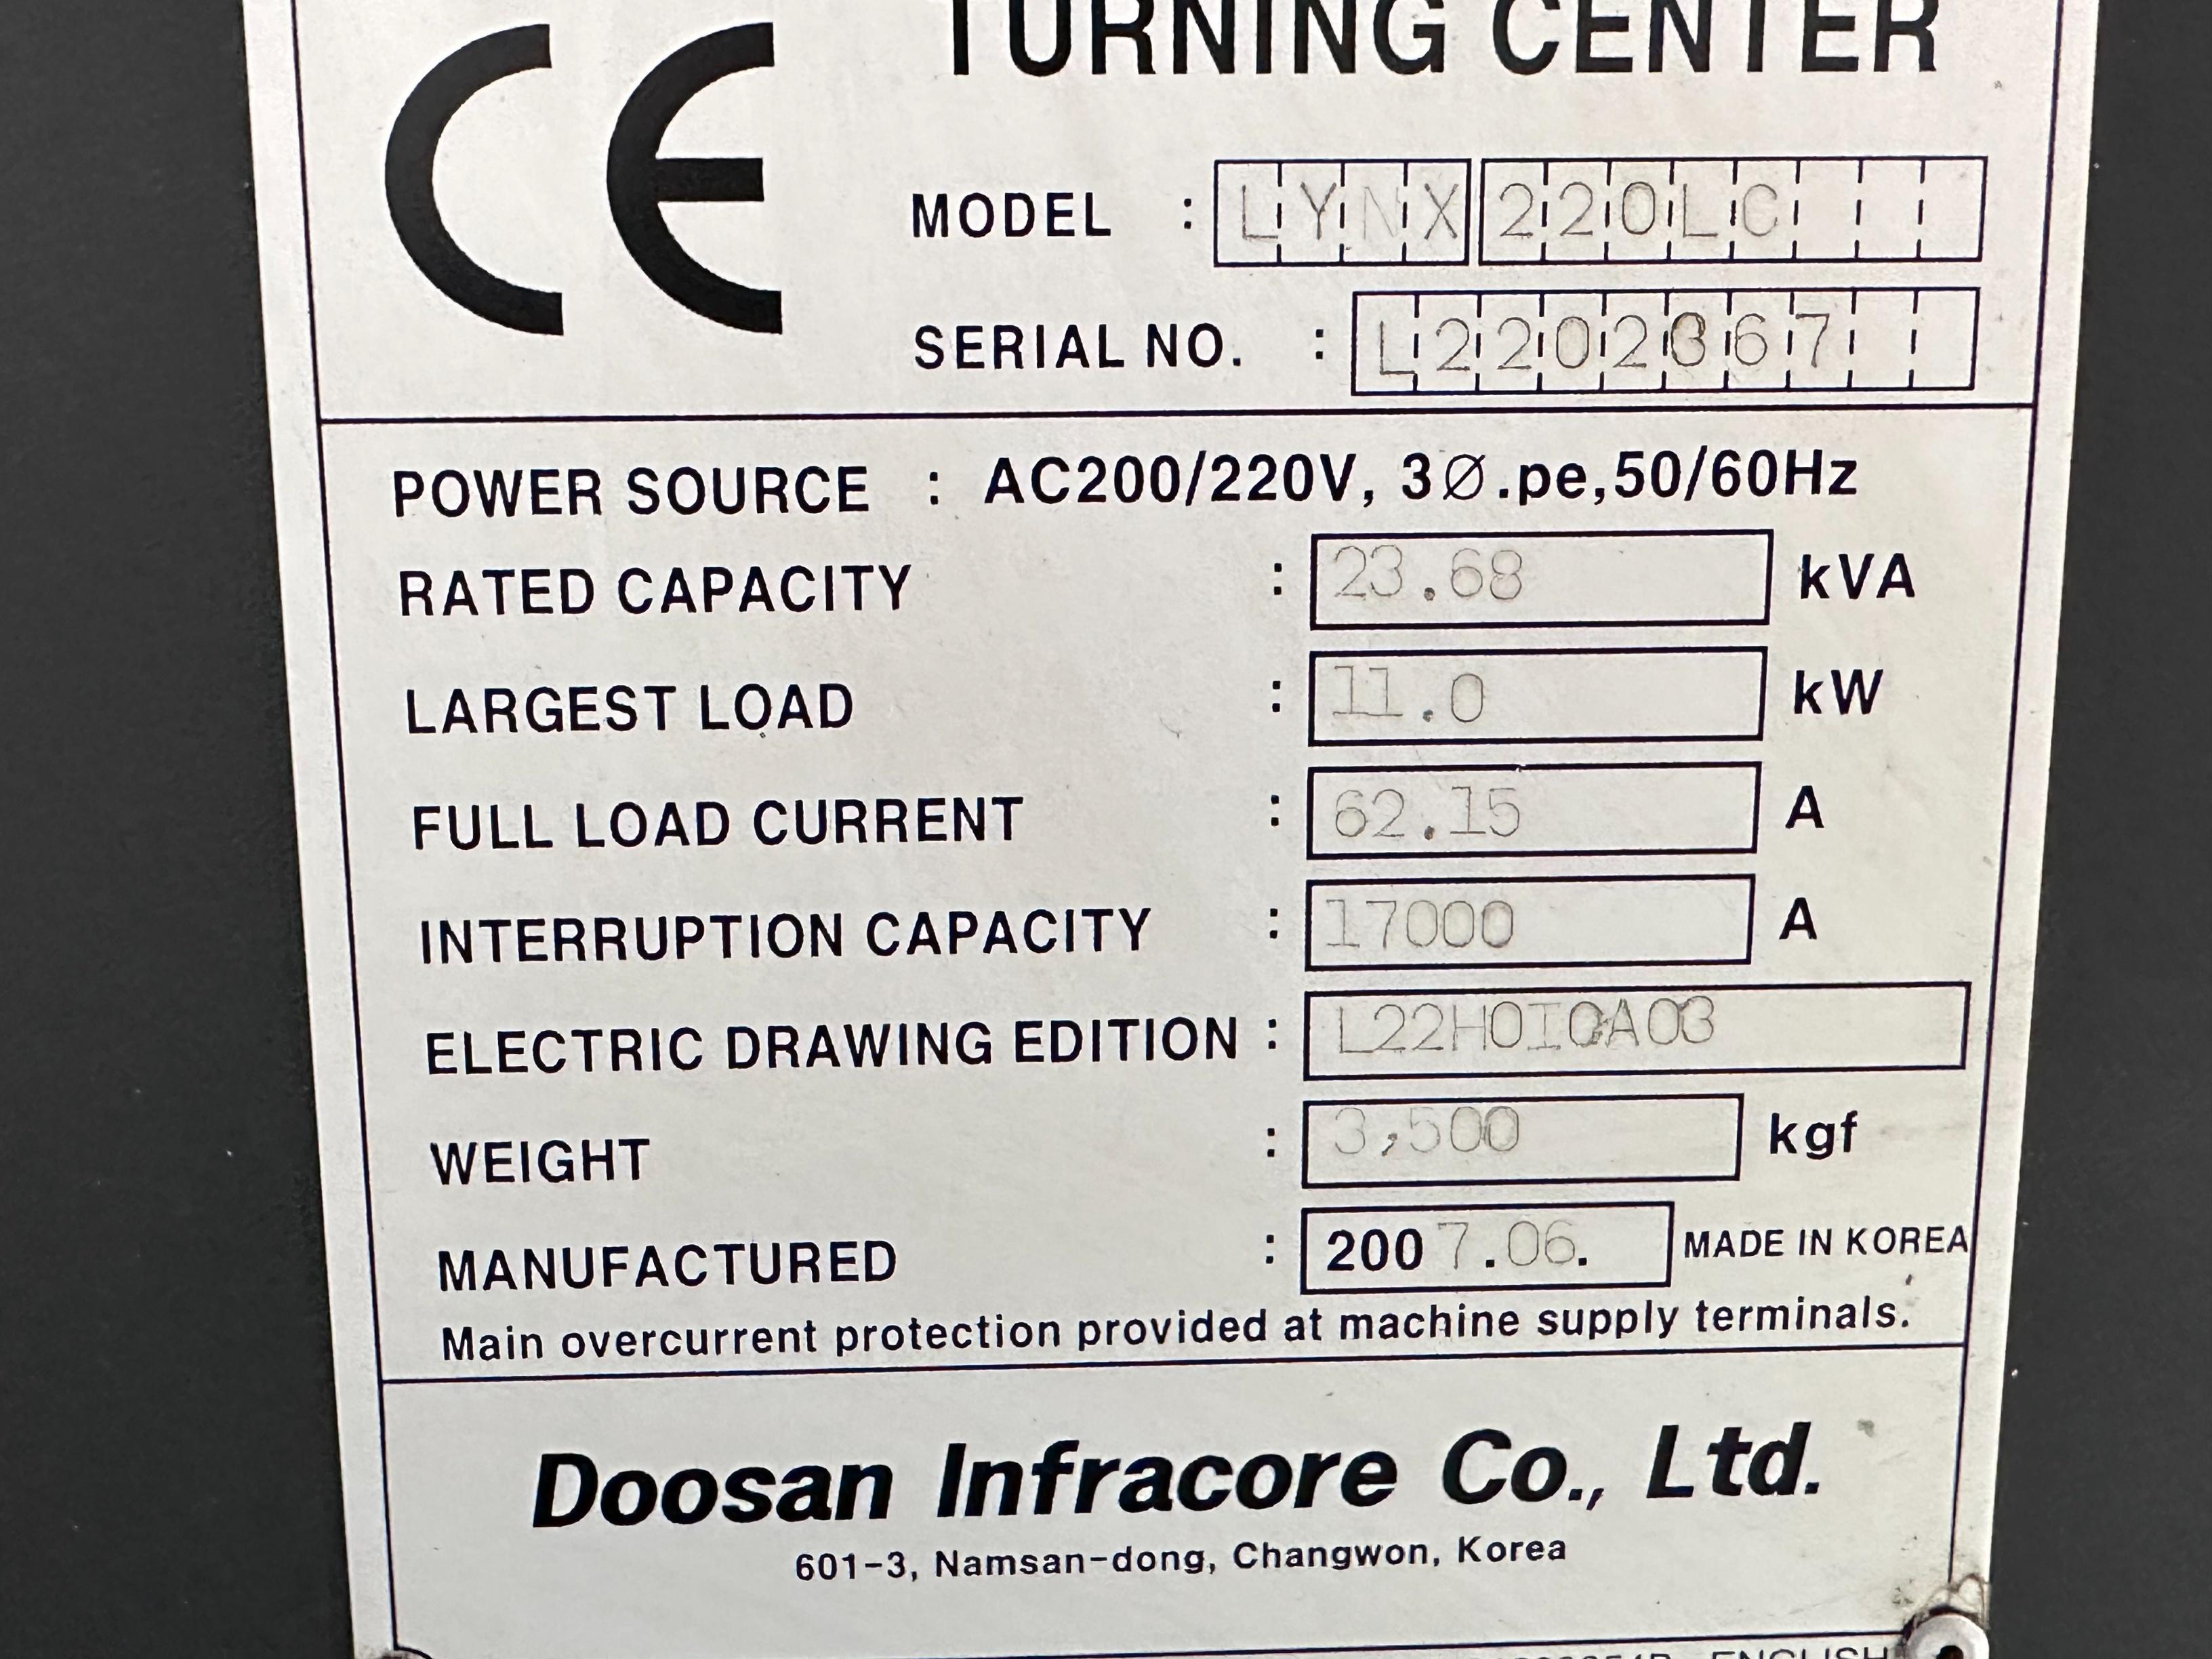 CE
TURNING CENTER
MODEL : LYNX 220LC
SERIAL NO. : L2202367
POWER SOURCE : AC200/220V, 3Ø.pe,50/60Hz
RATED CAPACITY : 23.68 kVA
LARGEST LOAD : 11.0 kW
FULL LOAD CURRENT : 62.15 A
INTERRUPTION CAPACITY : 17000 A
ELECTRIC DRAWING EDITION : L22H0I0A03
WEIGHT : 3,500 kgf
MANUFACTURED : 2007.06. MADE IN KOREA
Main overcurrent protection provided at machine supply terminals.
Doosan Infracore Co., Ltd.
601-3, Namsan-dong, Changwon, Korea
ENGLISH